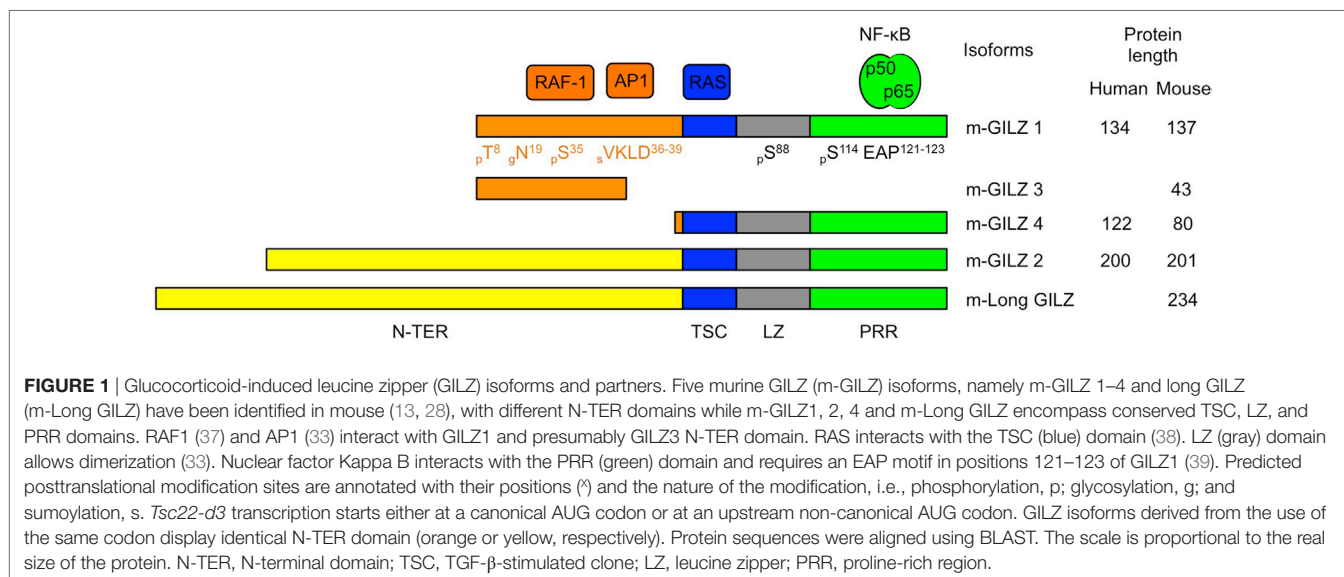 NF-κB
Isoforms
Protein
length
Human Mouse
RAF-1
AP1
RAS
p50
p65
m-GILZ 1 134 137
pT8 gN19 pS35 sVKLD36-39 pS88 pS114 EAP121-123
m-GILZ 3 43
m-GILZ 4 122 80
m-GILZ 2 200 201
m-Long GILZ 234
N-TER TSC LZ PRR
FIGURE 1 | Glucocorticoid-induced leucine zipper (GILZ) isoforms and partners. Five murine GILZ (m-GILZ) isoforms, namely m-GILZ 1–4 and long GILZ
(m-Long GILZ) have been identified in mouse (13, 28), with different N-TER domains while m-GILZ1, 2, 4 and m-Long GILZ encompass conserved TSC, LZ, and
PRR domains. RAF1 (37) and AP1 (33) interact with GILZ1 and presumably GILZ3 N-TER domain. RAS interacts with the TSC (blue) domain (38). LZ (gray) domain
allows dimerization (33). Nuclear factor Kappa B interacts with the PRR (green) domain and requires an EAP motif in positions 121–123 of GILZ1 (39). Predicted
posttranslational modification sites are annotated with their positions (x) and the nature of the modification, i.e., phosphorylation, p; glycosylation, g; and
sumoylation, s. Tsc22-d3 transcription starts either at a canonical AUG codon or at an upstream non-canonical AUG codon. GILZ isoforms derived from the use of
the same codon display identical N-TER domain (orange or yellow, respectively). Protein sequences were aligned using BLAST. The scale is proportional to the real
size of the protein. N-TER, N-terminal domain; TSC, TGF-β-stimulated clone; LZ, leucine zipper; PRR, proline-rich region.